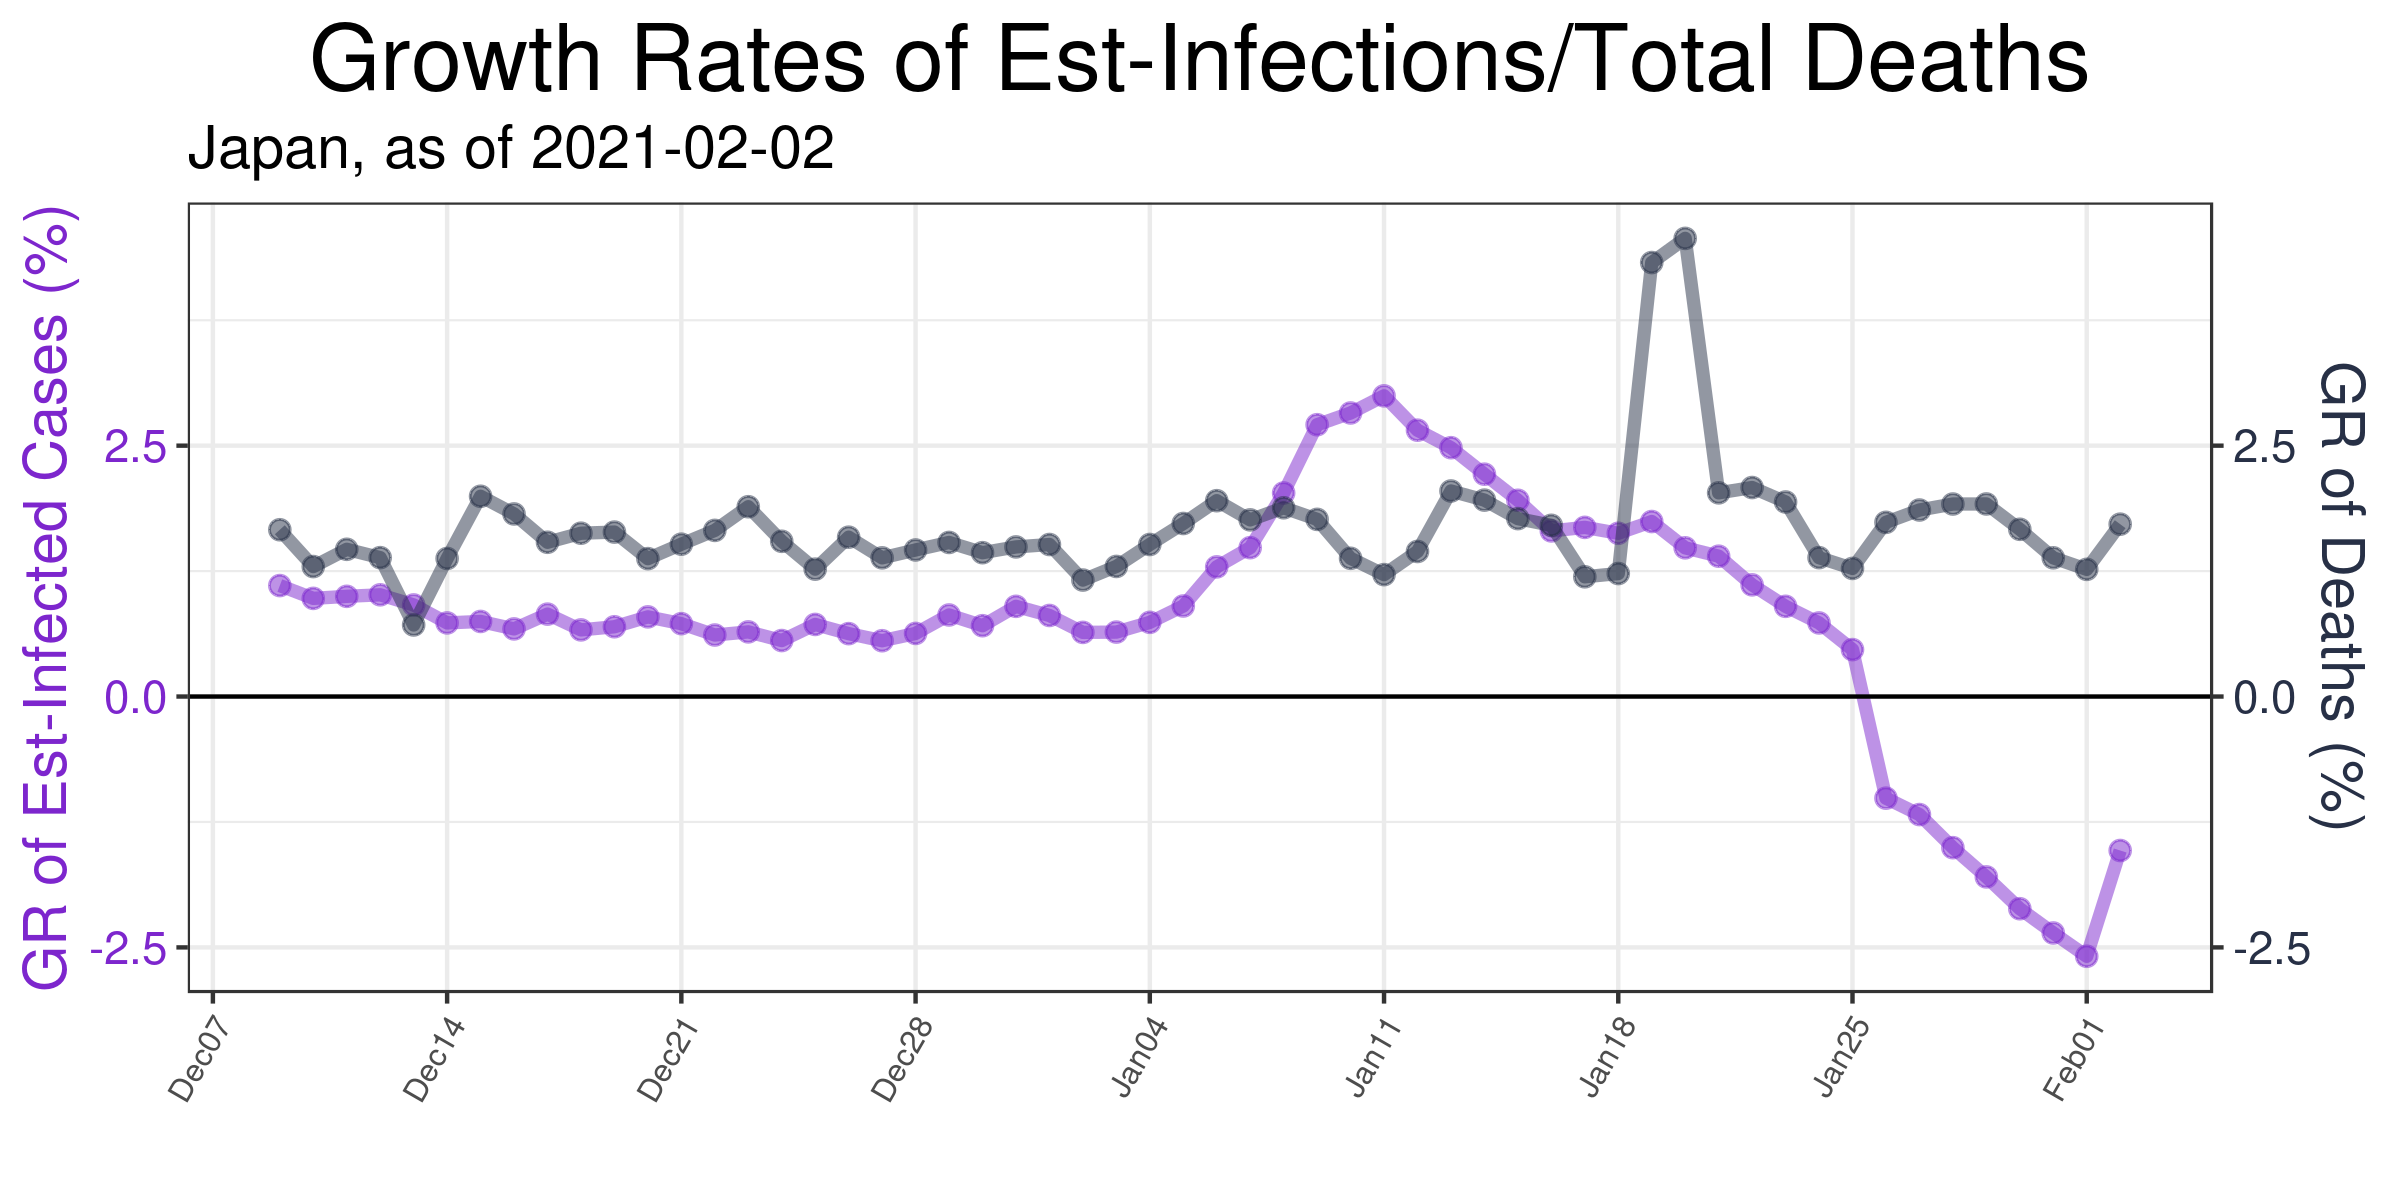 Growth Rates of Est-Infections/Total Deaths
Japan, as of 2021-02-02
GR of Est-Infected Cases (%)
2.5
0.0
-2.5
GR of Deaths (%)
2.5
0.0
-2.5
Dec07
Dec14
Dec21
Dec28
Jan04
Jan11
Jan18
Jan25
Feb01